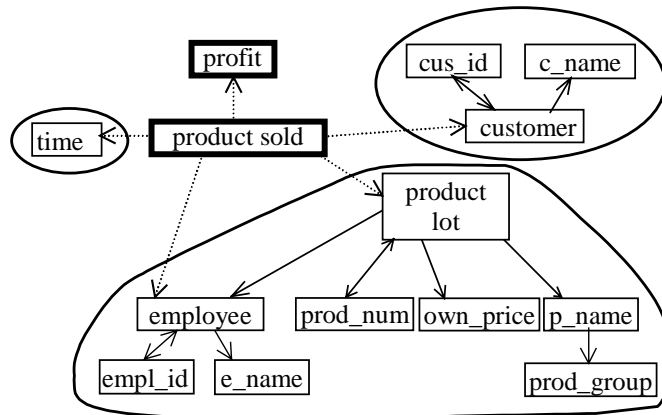 profit
cus_id
c_name
time
product sold
customer
product
lot
employee
prod_num
own_price
p_name
empl_id
e_name
prod_group